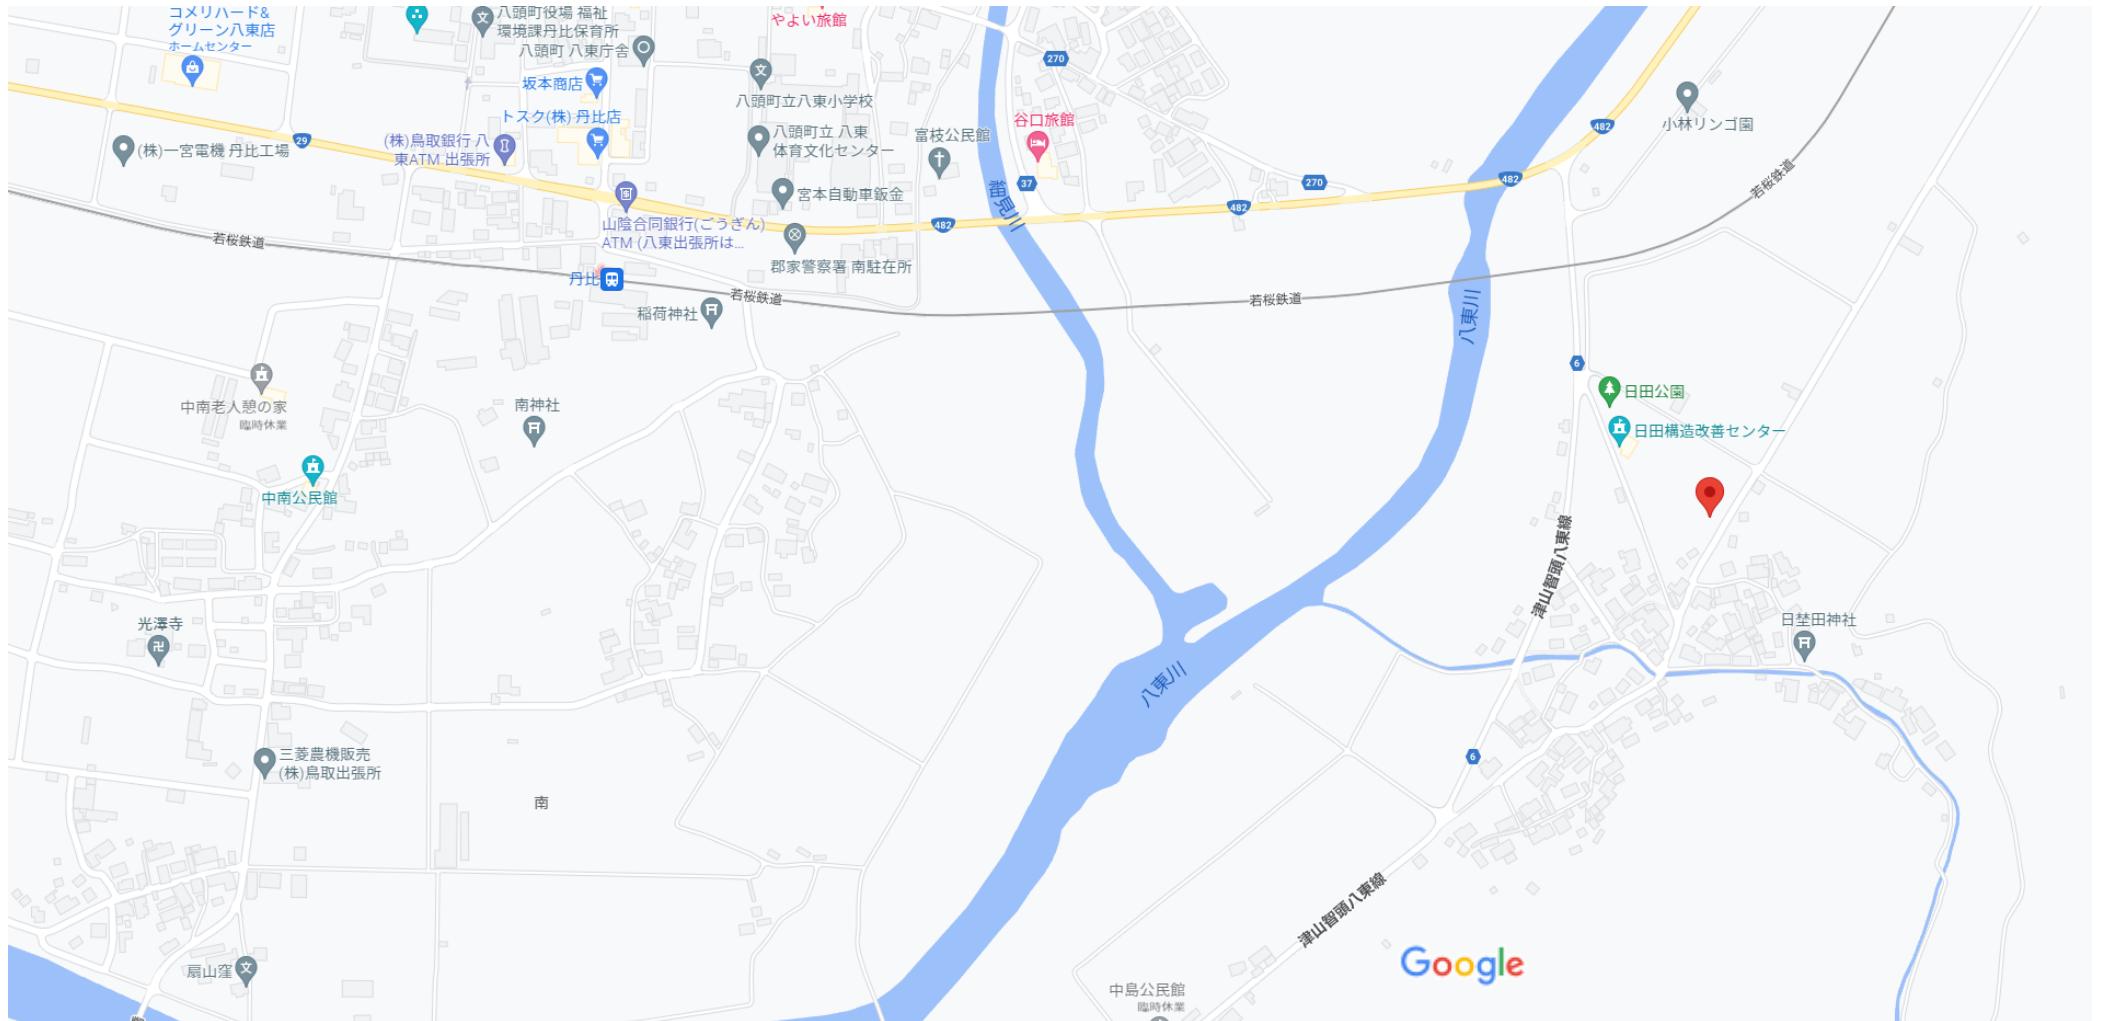 コメリハード&
グリーン八東店
ホームセンター
八頭町役場 福祉
環境課丹比保育所
八頭町 八東庁舎
やよい旅館
坂本商店
トスク(株) 丹比店
八頭町立八東小学校
270
482
小林リンゴ園
谷口旅館
(株)一宮電機 丹比工場
29
(株)鳥取銀行 八
東ATM 出張所
八頭町立 八東
体育文化センター
富枝公民館
37
270
482
若桜鉄道
宮本自動車鈑金
細見川
482
482
山陰合同銀行(ごうぎん)
ATM (八東出張所は...
若桜鉄道
郡家警察署 南駐在所
丹比
若桜鉄道
若桜鉄道
稲荷神社
八東川
6
日田公園
中南老人憩の家
臨時休業
南神社
日田構造改善センター
中南公民館
津山智頭八東線
光澤寺
南
日埜田神社
八東川
三菱農機販売
(株)鳥取出張所
6
南
津山智頭八東線
扇山窪
Google
中島公民館
臨時休業